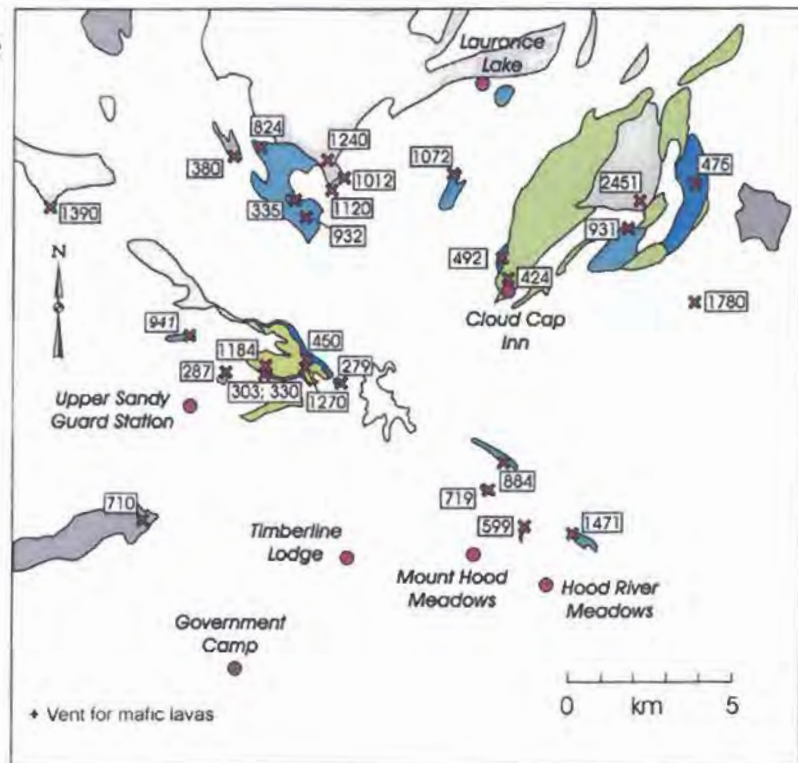 Laurance
Lake
824
1240
380
1012
1072
475
2451
1390
335
1120
931
932
N
492
424
Cloud Cap
Inn
1780
941
450
1184
279
287
303; 330
1270
Upper Sandy
Guard Station
884
710
719
599
1471
Timberline
Lodge
Mount Hood
Meadows
Hood River
Meadows
Government
Camp
+ Vent for mafic lavas
0 km 5